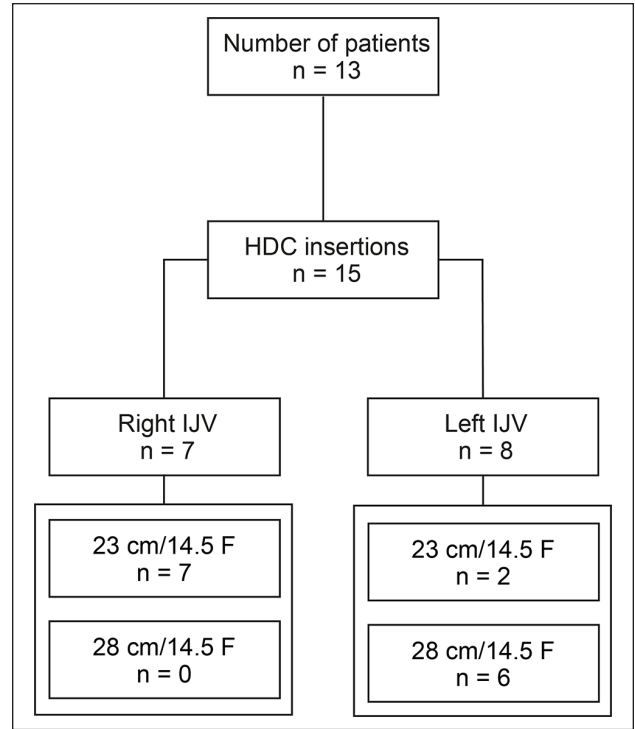 Number of patients
n = 13
HDC insertions
n = 15
Right IJV
n = 7
Left IJV
n = 8
23 cm/14.5 F
n = 7
28 cm/14.5 F
n = 0
23 cm/14.5 F
n = 2
28 cm/14.5 F
n = 6